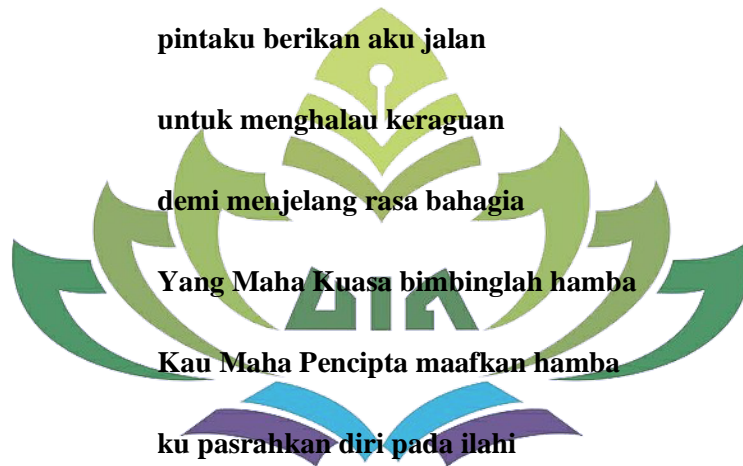 pintaku berikan aku jalan
untuk menghalau keraguan
demi menjelang rasa bahagia
Yang Maha Kuasa bimbinglah hamba
Kau Maha Pencipta maafkan hamba
ku pasrahkan diri pada ilahi